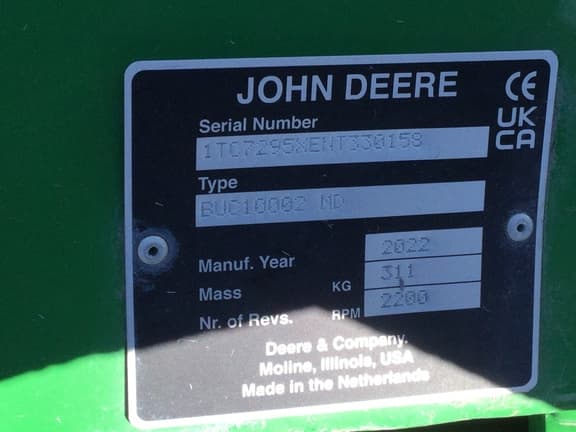 JOHN DEERE
CE
UK
CA
Serial Number
1TC7295XENT330158
Type
BUC10002 ND
Manuf. Year 2022
Mass KG 311
Nr. of Revs. RPM 2200
Deere & Company.
Moline, Illinois, USA
Made in the Netherlands